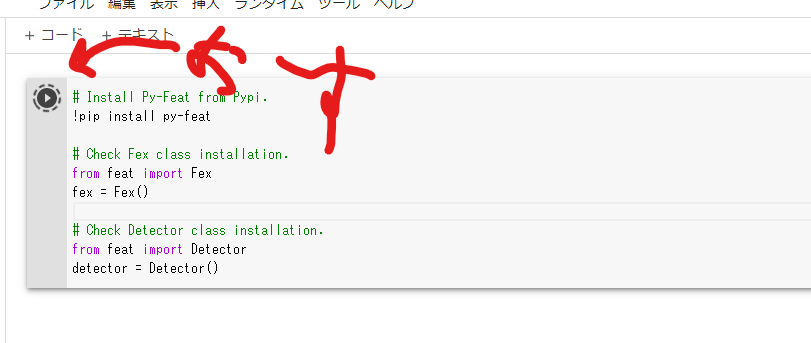 ファイル 編集 表示 挿入 ランタイム ツール ヘルプ
+ コード + テキスト
# Install Py-Feat from Pypi.
!pip install py-feat
# Check Fex class installation.
from feat import Fex
fex = Fex()
# Check Detector class installation.
from feat import Detector
detector = Detector()